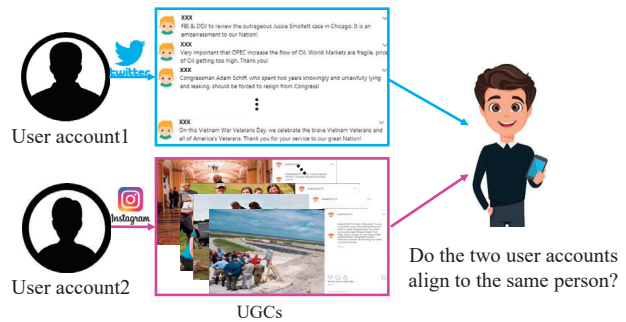 XXX
FBI & DOJ to review the outrageous Jussie Smollett case in Chicago. It is an
embarrassment to our Nation!
XXX
Very important that OPEC increase the flow of Oil. World Markets are fragile, price
of Oil getting too high. Thank you!
XXX
Congressman Adam Schiff, who spent two years knowingly and unlawfully lying
and leaking, should be forced to resign from Congress!
XXX
On this Vietnam War Veterans Day, we celebrate the brave Vietnam Veterans and
all of America's Veterans. Thank you for your service to our great Nation!
twitter
User account1
Instagram
User account2
UGCs
Do the two user accounts
align to the same person?